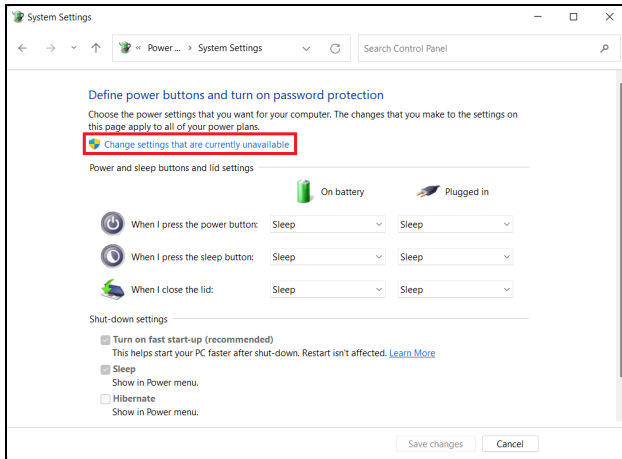 System Settings
« Power ... › System Settings
Search Control Panel
Define power buttons and turn on password protection
Choose the power settings that you want for your computer. The changes that you make to the settings on
this page apply to all of your power plans.
Change settings that are currently unavailable
Power and sleep buttons and lid settings
On battery Plugged in
When I press the power button: Sleep Sleep
When I press the sleep button: Sleep Sleep
When I close the lid: Sleep Sleep
Shut-down settings
Turn on fast start-up (recommended)
This helps start your PC faster after shut-down. Restart isn't affected. Learn More
Sleep
Show in Power menu.
Hibernate
Show in Power menu.
Save changes Cancel